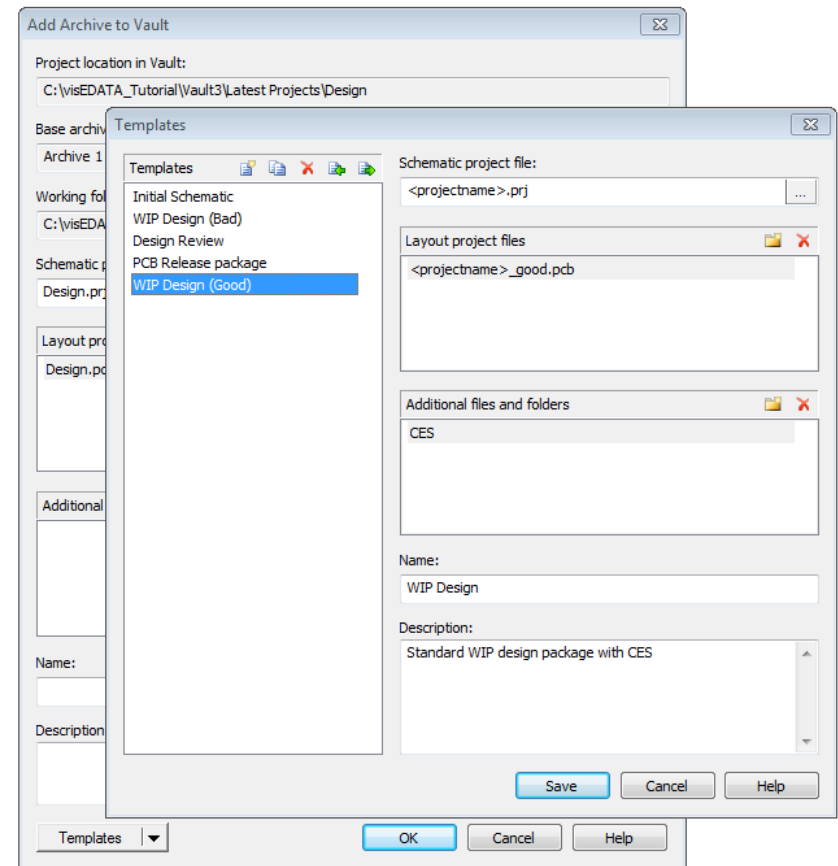 Add Archive to Vault
Project location in Vault:
C:\visEDATA_Tutorial\Vault3\Latest Projects\Design
Base archiv
Archive 1
Working fol
C:\visEDA
Schematic p
Design.prj
Layout pro
Design.pc
Additional
Name:
Description
Templates
OK
Cancel
Help
Templates
Templates
Initial Schematic
WIP Design (Bad)
Design Review
PCB Release package
WIP Design (Good)
Schematic project file:
<projectname>.prj
...
Layout project files
<projectname>_good.pcb
Additional files and folders
CES
Name:
WIP Design
Description:
Standard WIP design package with CES
Save
Cancel
Help